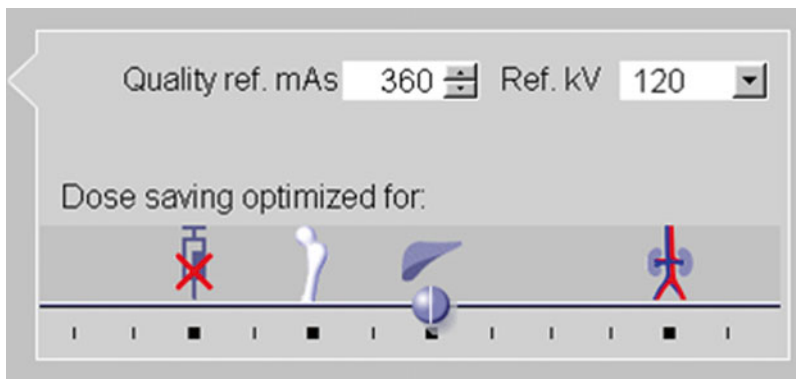 Quality ref. mAs 360 Ref. kV 120
Dose saving optimized for: